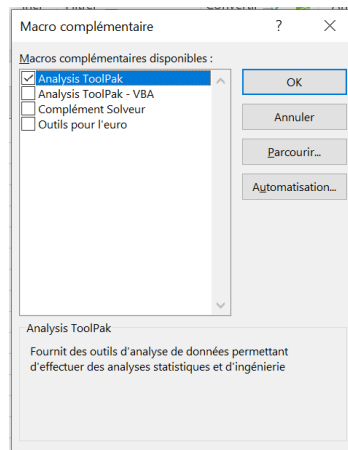 Macro complémentaire
Macros complémentaires disponibles :
Analysis ToolPak
Analysis ToolPak - VBA
Complément Solveur
Outils pour l'euro
OK
Annuler
Parcourir...
Automatisation...
Analysis ToolPak
Fournit des outils d'analyse de données permettant
d'effectuer des analyses statistiques et d'ingénierie